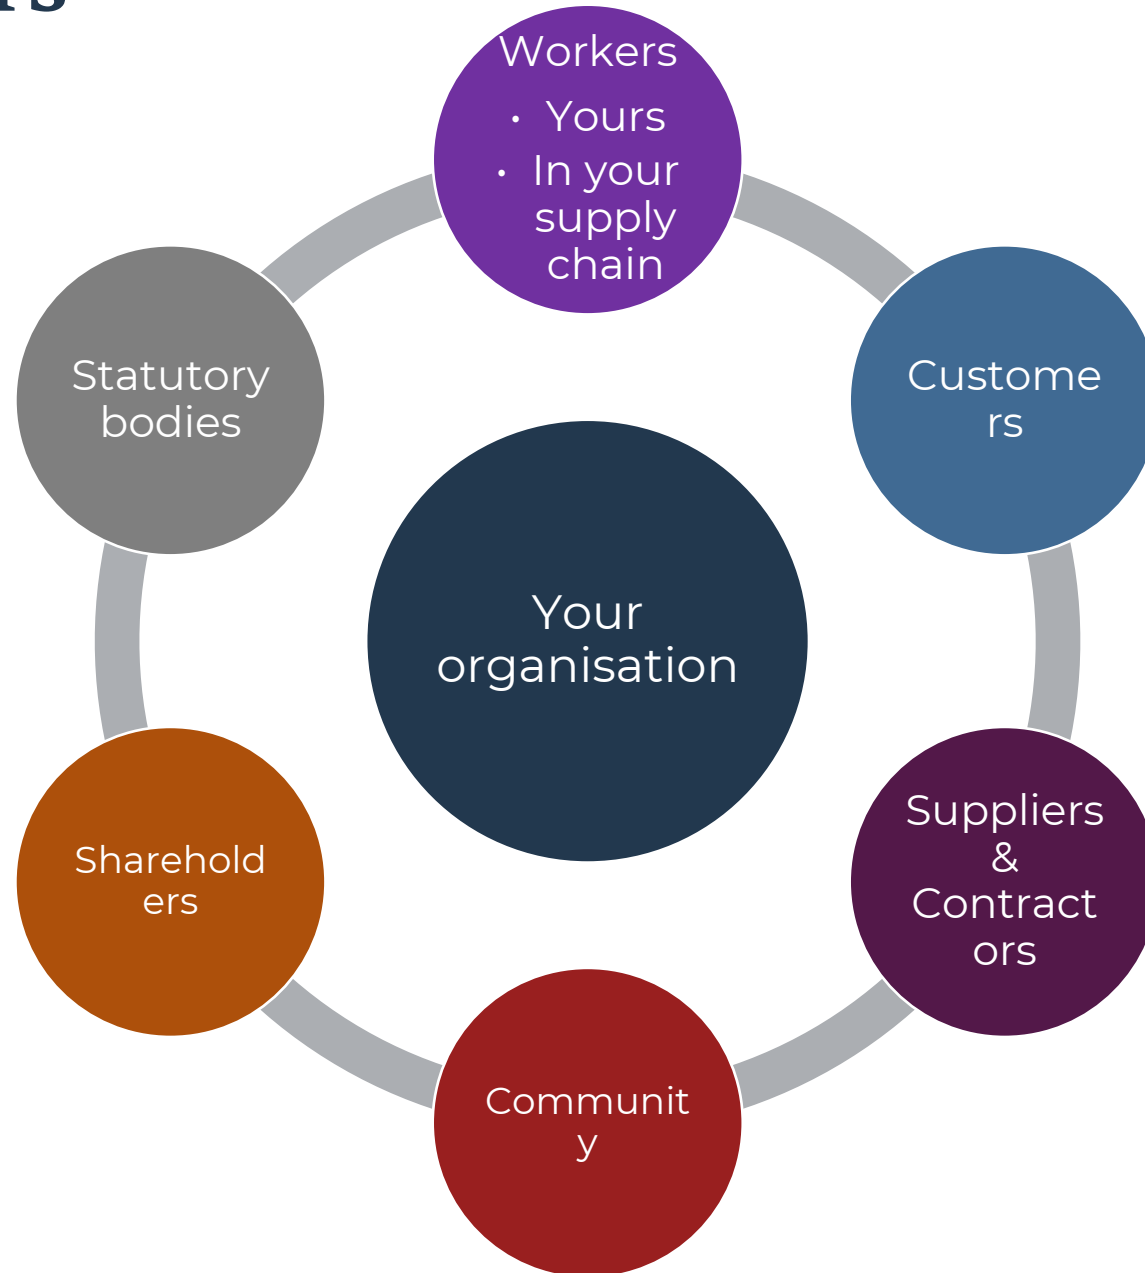 Workers
• Yours
• In your
supply
chain
Custome
rs
Suppliers
&
Contract
ors
Communit
y
Sharehold
ers
Statutory
bodies
Your
organisation